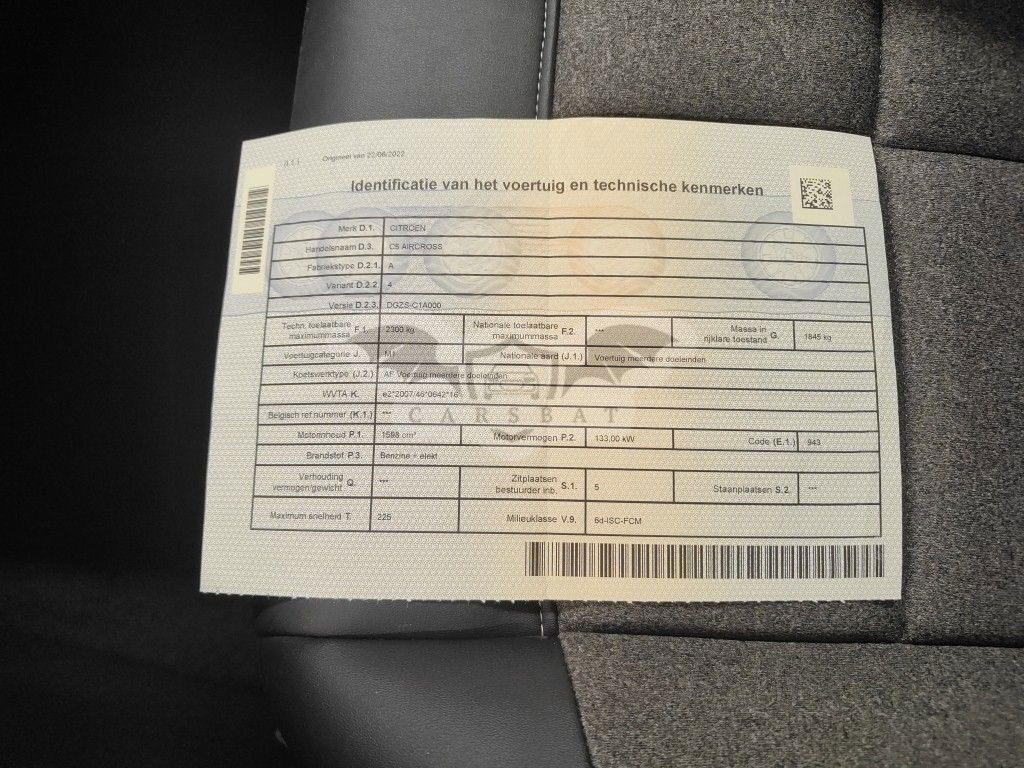 Origineel van 22/06/2022
Identificatie van het voertuig en technische kenmerken
Merk D.1. CITROEN
Handelsnaam D.3. C5 AIRCROSS
Fabriekstype D.2.1. A
Variant D.2.2. 4
Versie D.2.3. DGZS-C1A000
Techn. toelaatbare maximummassa F.1. 2300 kg Nationale toelaatbare maximummassa F.2. --- Massa in rijklare toestand G. 1845 kg
Voertuigcategorie J. M1 Nationale aard (J.1.) Voertuig meerdere doeleinden
Koetswerktype (J.2.) AF Voertuig meerdere doeleinden
WVTA K. e2*2007/46*0642*16
Belgisch ref nummer (K.1.) ---
CARSBAT
Motorinhoud P.1. 1598 cm³ Motorvermogen P.2. 133,00 kW Code (E.1.) 943
Brandstof P.3. Benzine + elekt
Verhouding vermogen/gewicht Q. --- Zitplaatsen bestuurder inb. S.1. 5 Staanplaatsen S.2. ---
Maximum snelheid T. 225 Milieuklasse V.9. 6d-ISC-FCM